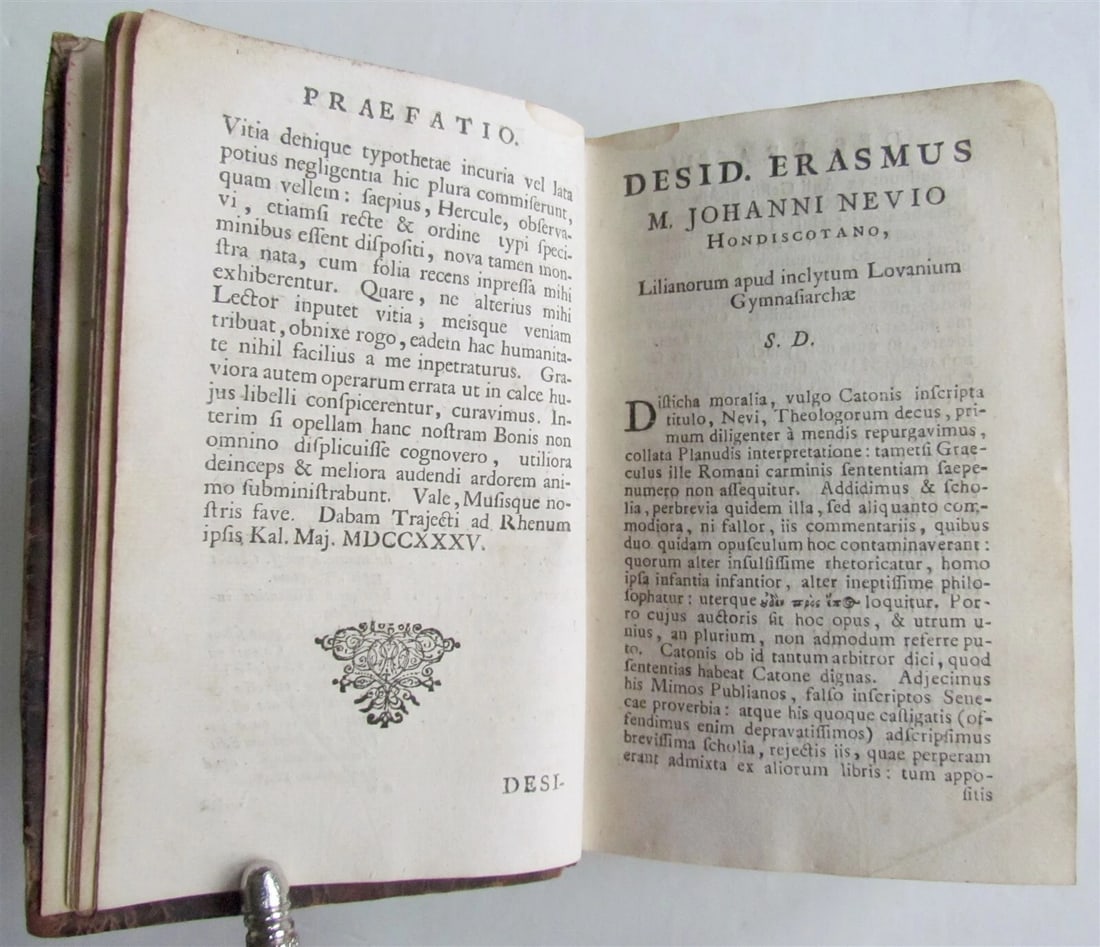 PRAEFATIO.
Vitia denique typothetae incuria vel lata
potius negligentia hic plura commiſerunt,
quam vellem: ſaepius, Hercule, obſerva-
vi, etiamſi recte & ordine typi ſpeci-
minibus eſſent diſpoſiti, nova tamen mon-
ſtra nata, cum folia recens inpreſſa mihi
exhiberentur. Quare, ne alterius mihi
Lector inputet vitia, meisque veniam
tribuat, obnixe rogo, eadem hac humanita-
te nihil facilius a me inpetraturus. Gra-
viora autem operarum errata ut in calce hu-
jus libelli conſpicerentur, curavimus. In-
terim ſi opellam hanc noſtram Bonis non
omnino diſplicuiſſe cognovero, utiliora
deinceps & meliora audendi ardorem ani-
mo ſubminiſtrabunt. Vale, Muſisque no-
ſtris fave. Dabam Trajecti ad Rhenum
ipſis Kal. Maj. MDCCXXXV.
DESI-
DESID. ERASMUS
M. JOHANNI NEVIO
HONDISCOTANO,
Lilianorum apud inclytum Lovanium
Gymnaſiarchæ
S. D.
Diſticha moralia, vulgo Catonis inſcripta
titulo, Nevi, Theologorum decus, pri-
mum diligenter à mendis repurgavimus,
collata Planudis interpretatione: tametſi Grae-
culus ille Romani carminis ſententiam ſaepe-
numero non aſſequitur. Addidimus & ſcho-
lia, perbrevia quidem illa, ſed aliquanto com-
modiora, ni fallor, iis commentariis, quibus
duo quidam opuſculum hoc contaminaverant:
quorum alter inſulſiſſime rhetoricatur, homo
ipſa infantia infantior, alter ineptiſſime philo-
ſophatur: uterque οὐδὲν πρὸς ἔπος loquitur. Por-
ro cujus auctoris ſit hoc opus, & utrum u-
nius, an plurium, non admodum referre pu-
to. Catonis ob id tantum arbitror dici, quod
ſententias habeat Catone dignas. Adjecimus
his Mimos Publianos, falſo inſcriptos Sene-
cae proverbia: atque his quoque caſtigatis (of-
fendimus enim depravatiſſimos) adſcripſimus
breviſſima ſcholia, rejectis iis, quae perperam
erant admixta ex aliorum libris: tum appo-
ſitis